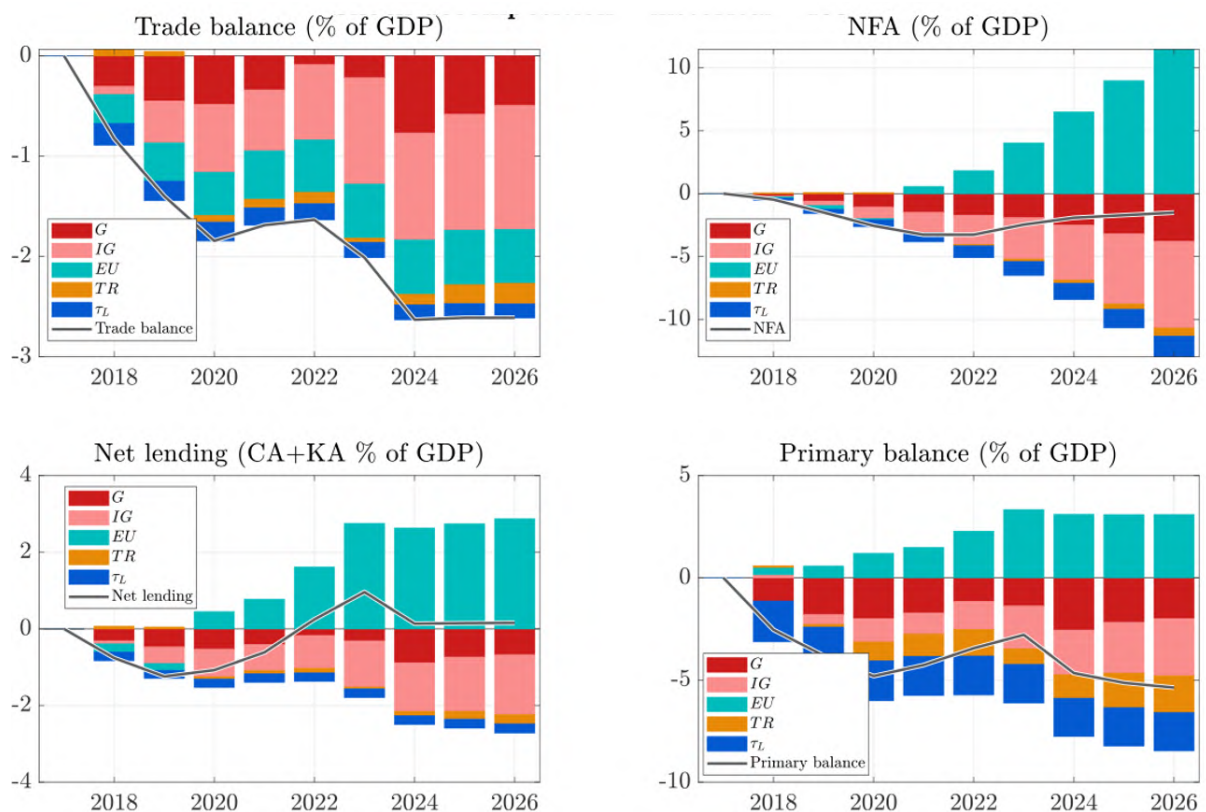 Trade balance (% of GDP)
0
-1
-2
-3
G
IG
EU
TR
τL
Trade balance
2018 2020 2022 2024 2026
NFA (% of GDP)
10
5
0
-5
-10
G
IG
EU
TR
τL
NFA
2018 2020 2022 2024 2026
Net lending (CA+KA % of GDP)
4
2
0
-2
-4
G
IG
EU
TR
τL
Net lending
2018 2020 2022 2024 2026
Primary balance (% of GDP)
5
0
-5
-10
G
IG
EU
TR
τL
Primary balance
2018 2020 2022 2024 2026